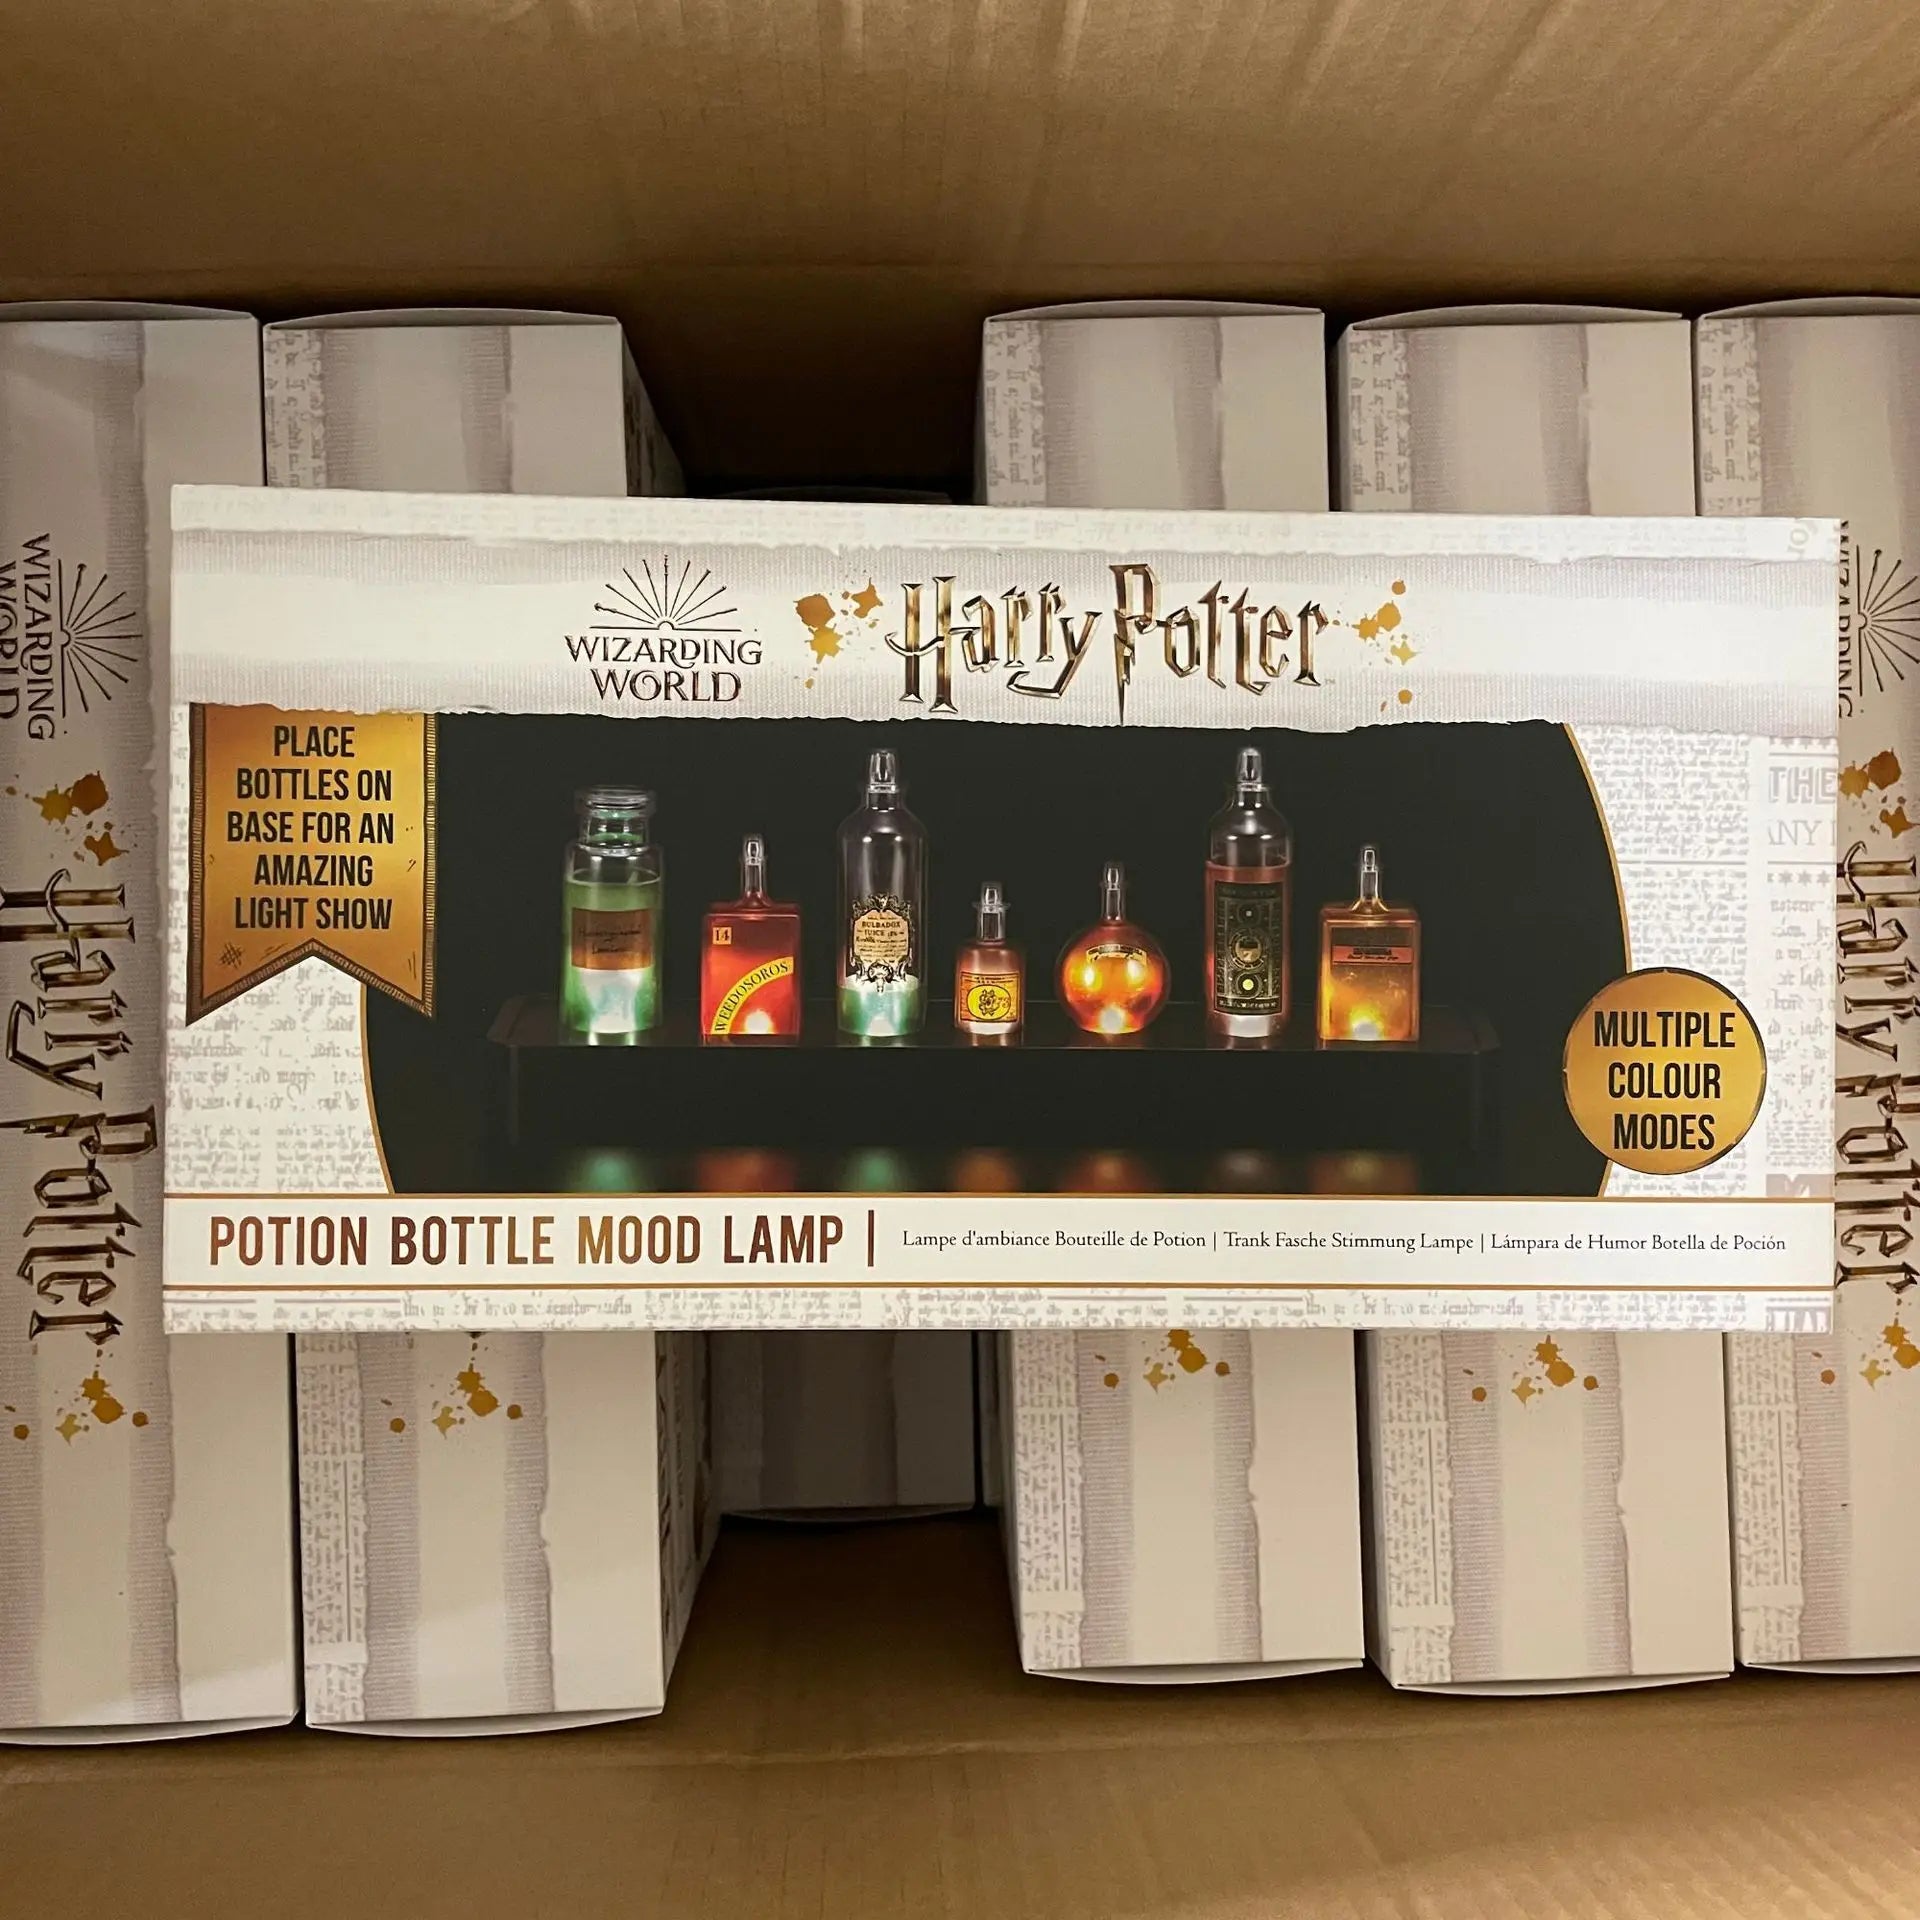 WIZARDING
WORLD
Harry Potter
PLACE
BOTTLES ON
BASE FOR AN
AMAZING
LIGHT SHOW
14
WEEDOSOROS
BULBADOX
JUICE
MULTIPLE
COLOUR
MODES
POTION BOTTLE MOOD LAMP | Lampe d'ambiance Bouteille de Potion | Trank Fasche Stimmung Lampe | Lámpara de Humor Botella de Poción
THE
WIZARDING
WORLD
Harry Potter
WIZARDING
Harry Potter